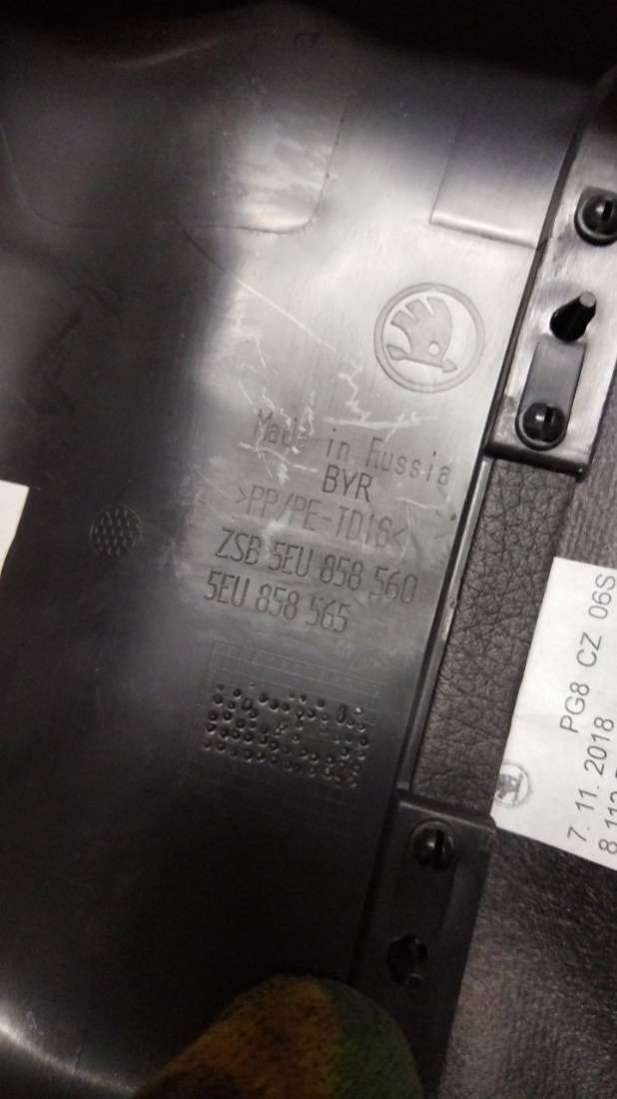 Made in Russia
BYR
>PP/PE-TD16<
ZSB 5EU 858 560
5EU 858 565
PG8 CZ 06S
7. 11. 2018